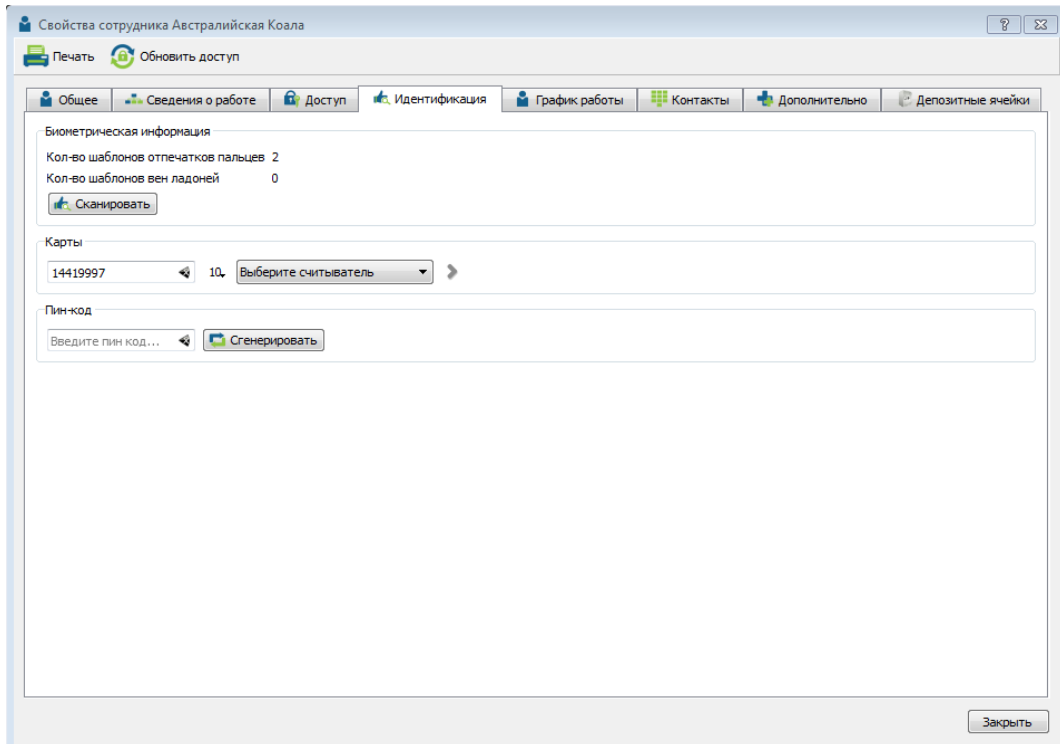 Свойства сотрудника Австралийская Коала
Печать Обновить доступ
Общее Сведения о работе Доступ Идентификация График работы Контакты Дополнительно Депозитные ячейки
Биометрическая информация
Кол-во шаблонов отпечатков пальцев 2
Кол-во шаблонов вен ладоней 0
Сканировать
Карты
14419997 10 Выберите считыватель
Пин-код
Введите пин код... Сгенерировать
Закрыть